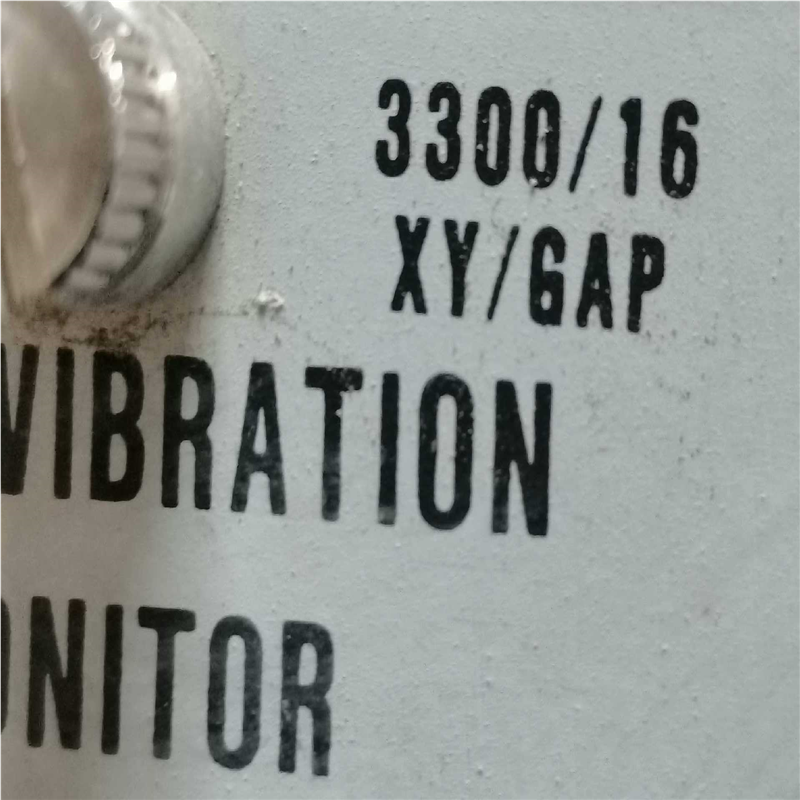 3300/16
XY/GAP
VIBRATION
ONITOR